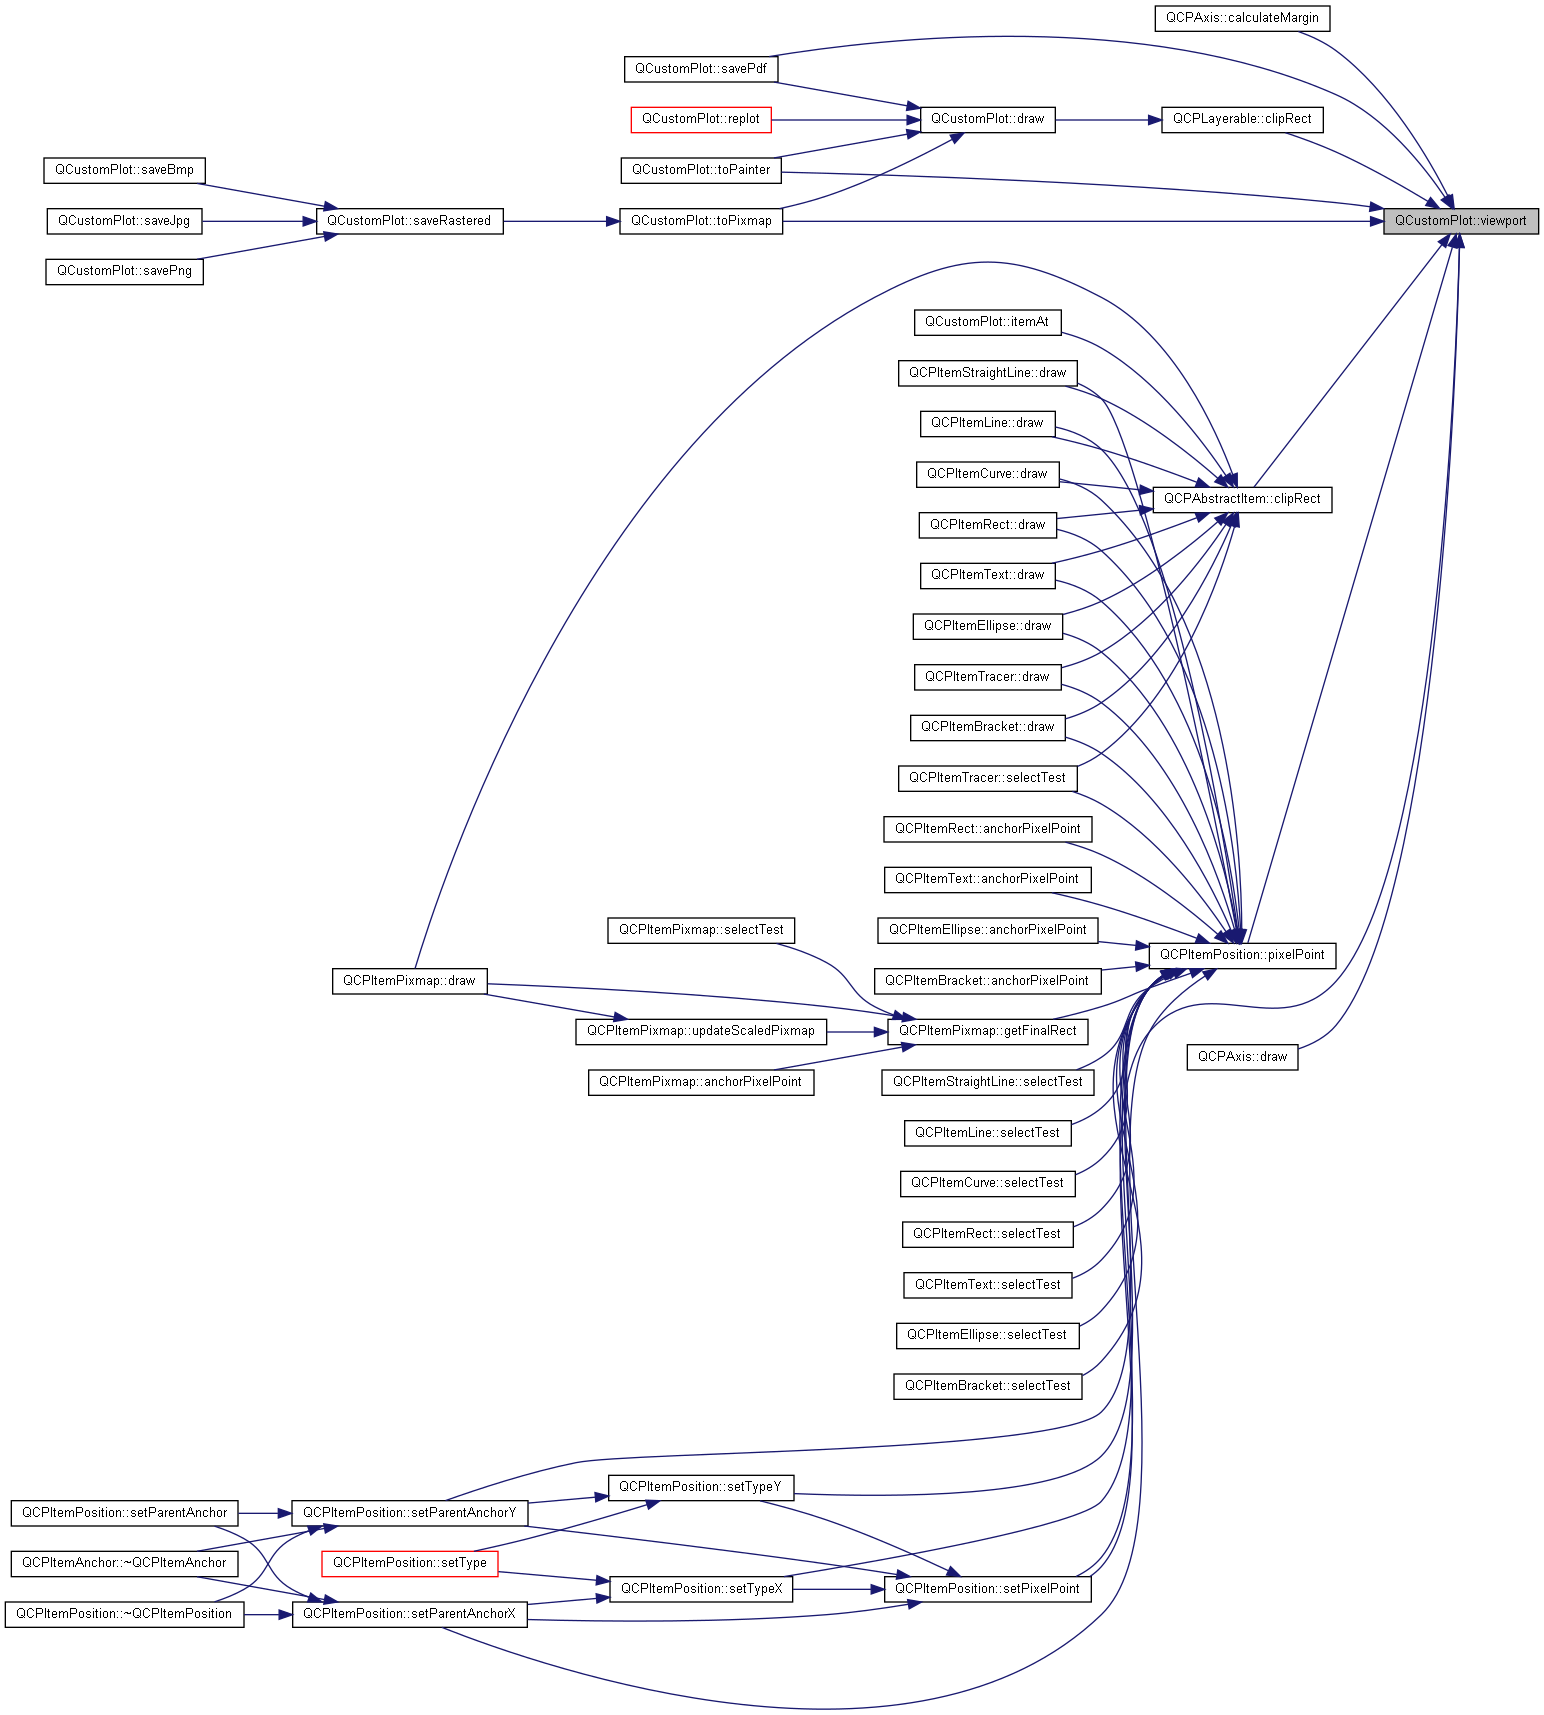 QCPAxis::calculateMargin
QCustomPlot::savePdf
QCustomPlot::replot
QCustomPlot::draw
QCPLayerable::clipRect
QCustomPlot::saveBmp
QCustomPlot::toPainter
QCustomPlot::saveJpg
QCustomPlot::saveRastered
QCustomPlot::toPixmap
QCustomPlot::viewport
QCustomPlot::savePng
QCustomPlot::itemAt
QCPItemStraightLine::draw
QCPItemLine::draw
QCPItemCurve::draw
QCPAbstractItem::clipRect
QCPItemRect::draw
QCPItemText::draw
QCPItemEllipse::draw
QCPItemTracer::draw
QCPItemBracket::draw
QCPItemTracer::selectTest
QCPItemRect::anchorPixelPoint
QCPItemText::anchorPixelPoint
QCPItemPixmap::selectTest
QCPItemEllipse::anchorPixelPoint
QCPItemPosition::pixelPoint
QCPItemPixmap::draw
QCPItemBracket::anchorPixelPoint
QCPItemPixmap::updateScaledPixmap
QCPItemPixmap::getFinalRect
QCPAxis::draw
QCPItemPixmap::anchorPixelPoint
QCPItemStraightLine::selectTest
QCPItemLine::selectTest
QCPItemCurve::selectTest
QCPItemRect::selectTest
QCPItemText::selectTest
QCPItemEllipse::selectTest
QCPItemBracket::selectTest
QCPItemPosition::setTypeY
QCPItemPosition::setParentAnchor
QCPItemPosition::setParentAnchorY
QCPItemAnchor::~QCPItemAnchor
QCPItemPosition::setType
QCPItemPosition::setTypeX
QCPItemPosition::setPixelPoint
QCPItemPosition::~QCPItemPosition
QCPItemPosition::setParentAnchorX